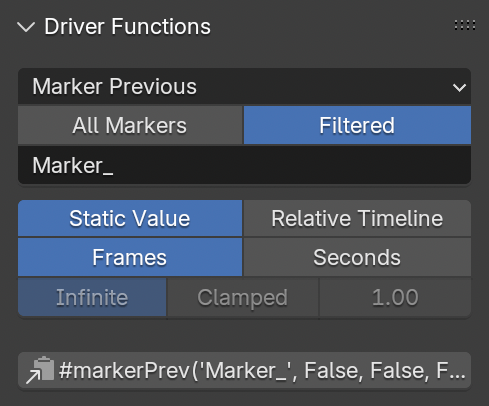 Driver Functions
Marker Previous
All Markers Filtered
Marker_
Static Value Relative Timeline
Frames Seconds
Infinite Clamped 1.00
#markerPrev('Marker_', False, False, F...